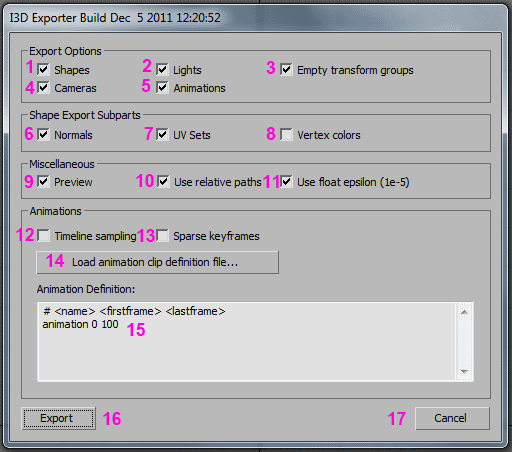 I3D Exporter Build Dec 5 2011 12:20:52
Export Options
1 Shapes 2 Lights 3 Empty transform groups
4 Cameras 5 Animations
Shape Export Subparts
6 Normals 7 UV Sets 8 Vertex colors
Miscellaneous
9 Preview 10 Use relative paths 11 Use float epsilon (1e-5)
Animations
12 Timeline sampling 13 Sparse keyframes
14 Load animation clip definition file...
Animation Definition:
# <name> <firstframe> <lastframe>
animation 0 100 15
Export 16 17 Cancel